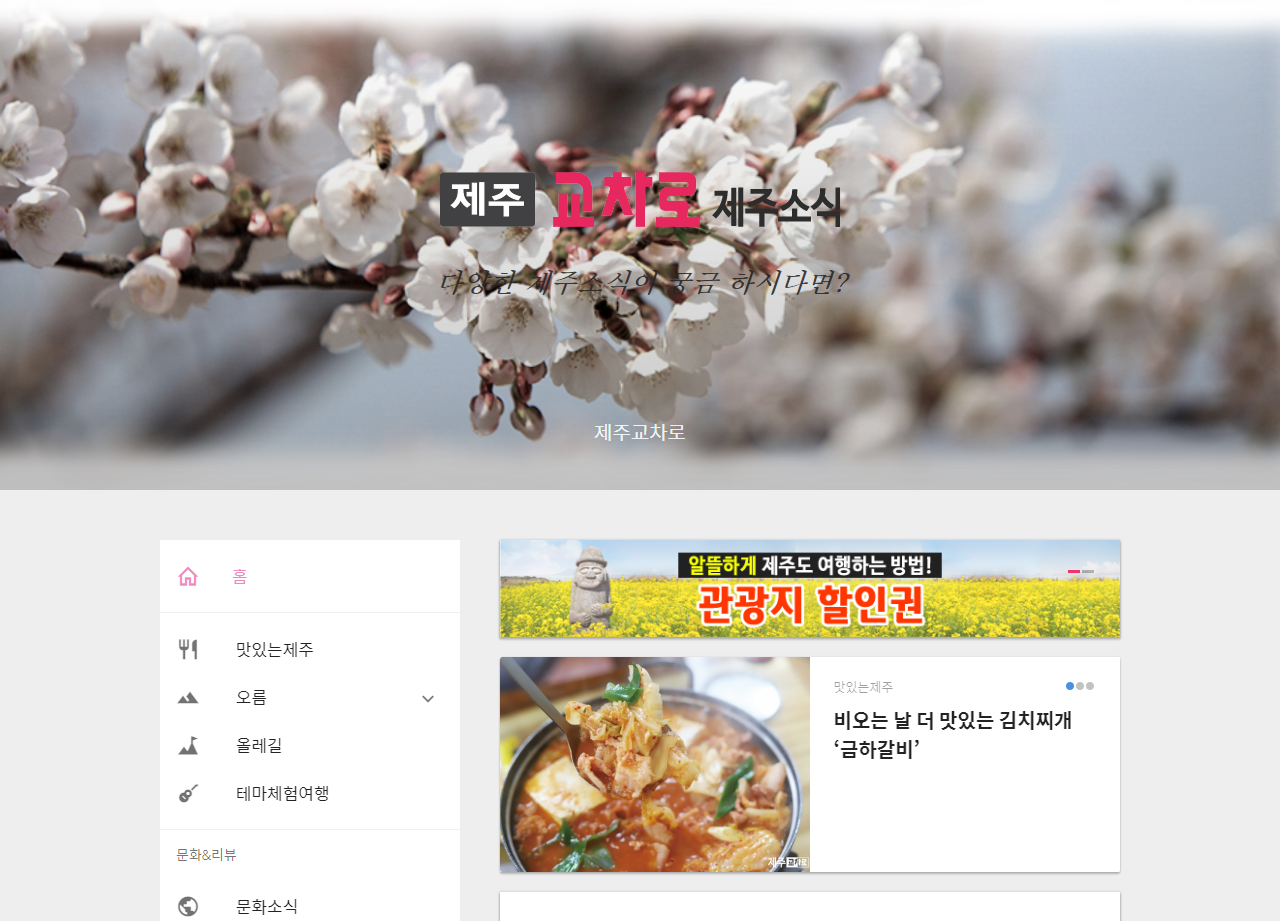 제주 교차로 제주소식
다양한 제주소식이 궁금 하시다면?
제주교차로
홈
맛있는제주
오름
올레길
테마체험여행
문화&리뷰
문화소식
알뜰하게 제주도 여행하는 방법!
관광지 할인권
맛있는제주
비오는 날 더 맛있는 김치찌개
‘금하갈비’
제주교차로